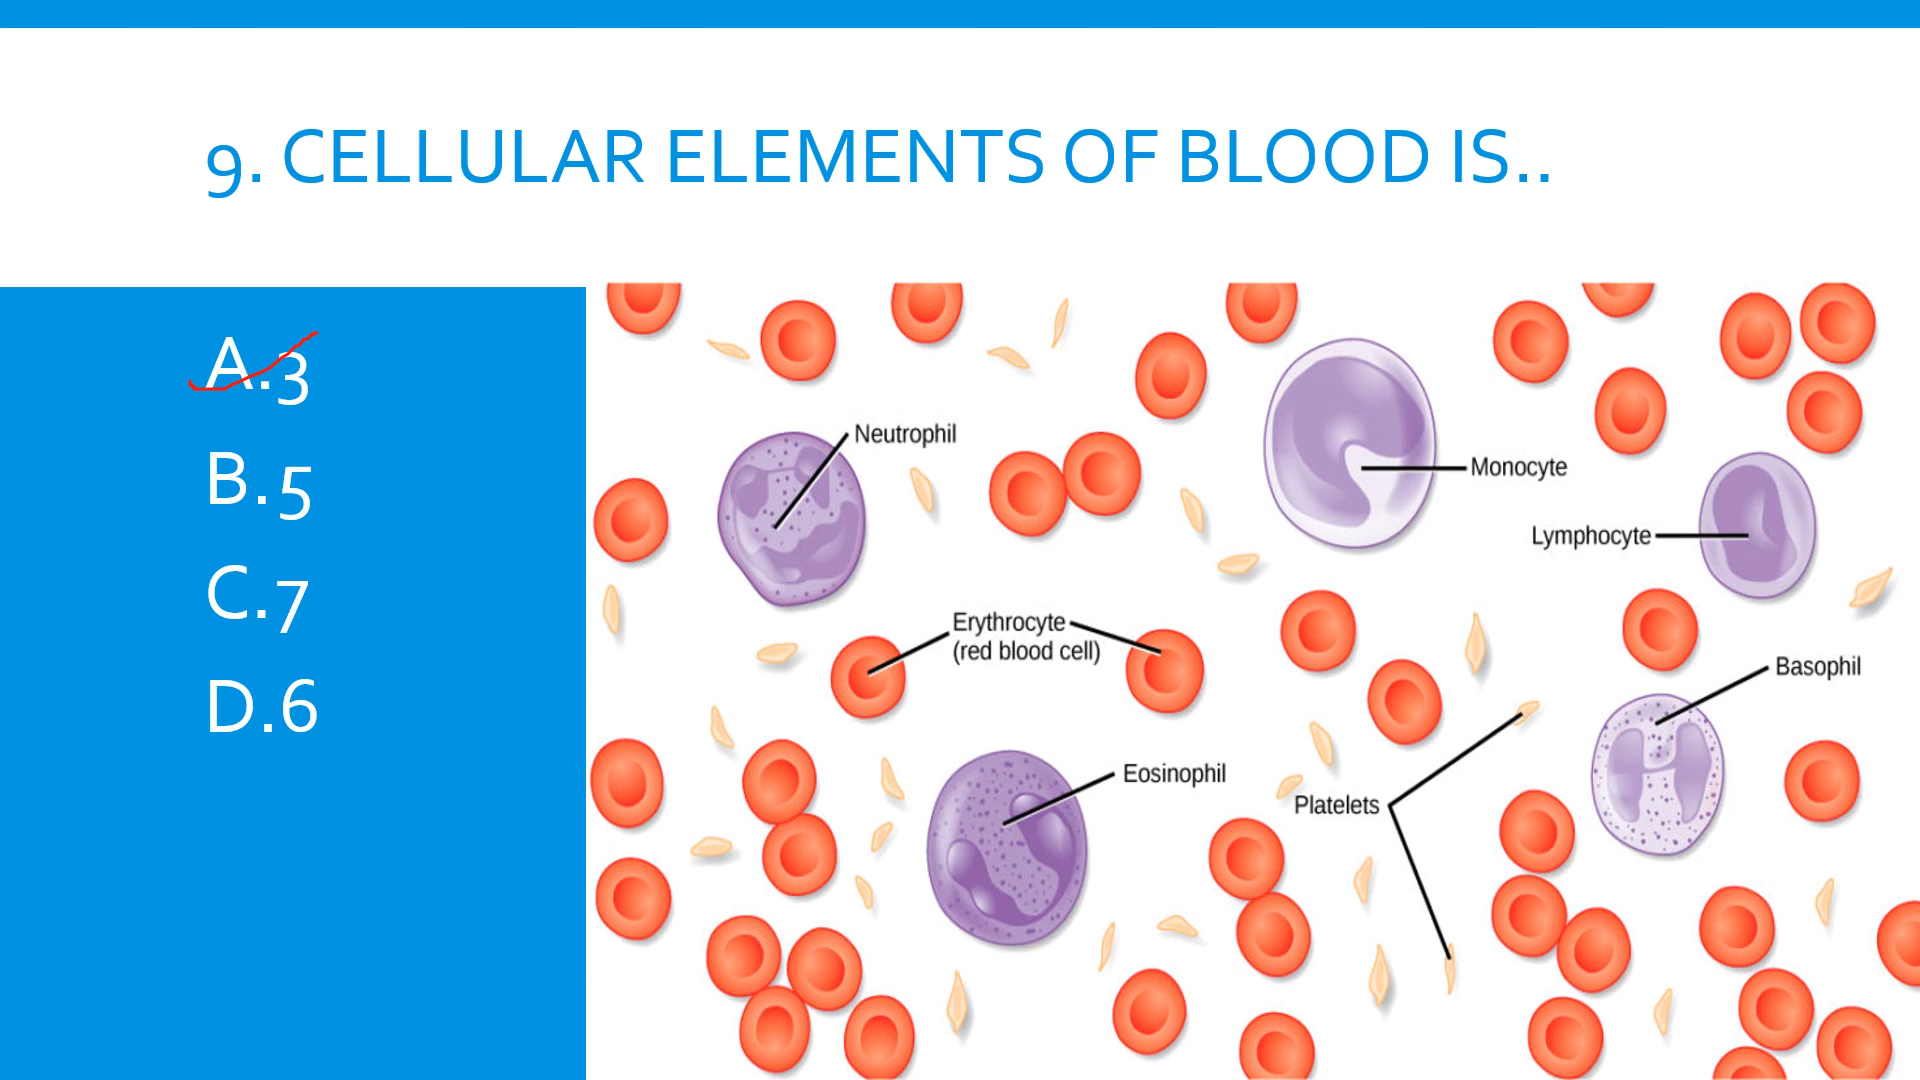 9. CELLULAR ELEMENTS OF BLOOD IS..
A.3
B.5
C.7
D.6
Neutrophil
Monocyte
Lymphocyte
Erythrocyte
(red blood cell)
Basophil
Eosinophil
Platelets